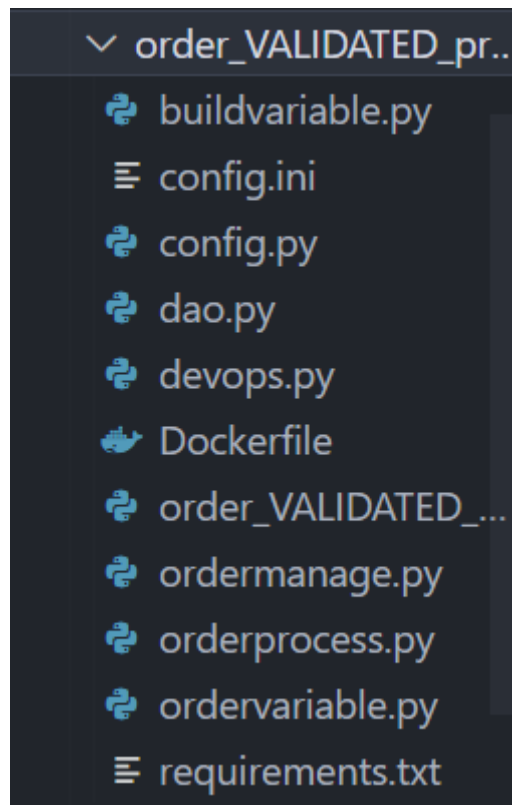 order_VALIDATED_pr...
buildvariable.py
config.ini
config.py
dao.py
devops.py
Dockerfile
order_VALIDATED_...
ordermanage.py
orderprocess.py
ordervariable.py
requirements.txt